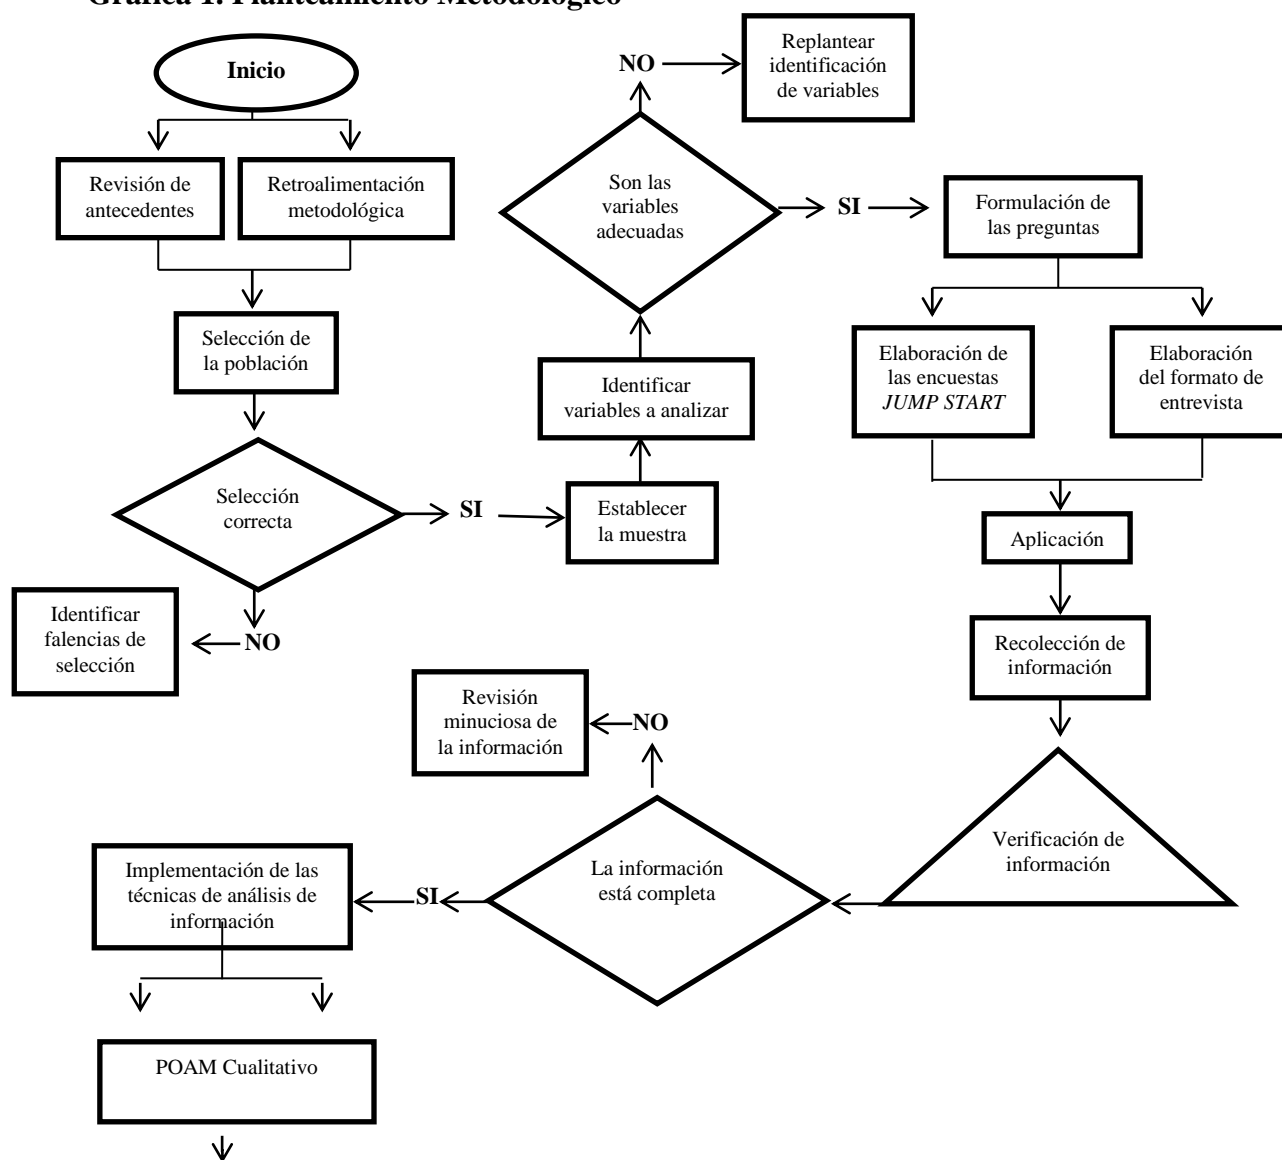 Gráfica 1. Planteamiento Metodológico
Inicio
Revisión de
antecedentes
Retroalimentación
metodológica
Selección de
la población
Selección
correcta
NO
Identificar
falencias de
selección
SI
Establecer
la muestra
Identificar
variables a analizar
Son las
variables
adecuadas
NO
Replantear
identificación
de variables
SI
Formulación de
las preguntas
Elaboración de
las encuestas
JUMP START
Elaboración
del formato de
entrevista
Aplicación
Recolección de
información
Verificación de
información
La información
está completa
NO
Revisión
minuciosa de
la información
SI
Implementación de las
técnicas de análisis de
información
POAM Cualitativo